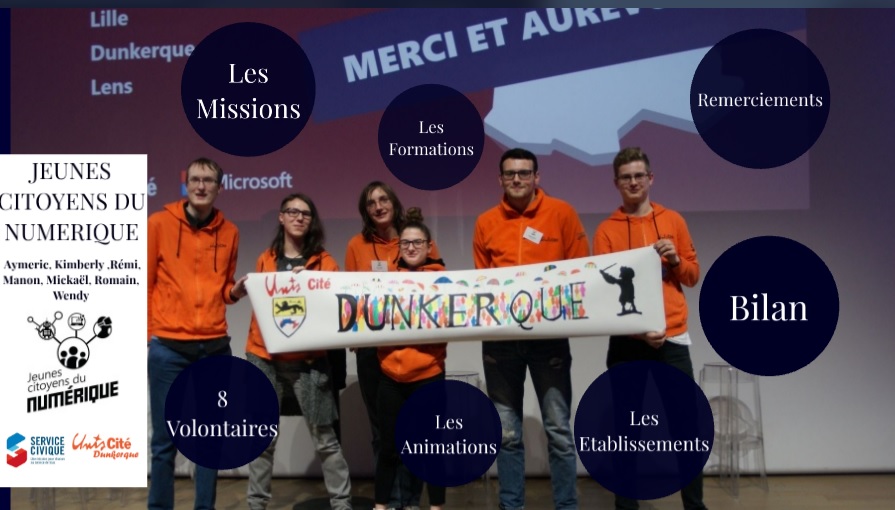 Lille
Dunkerque
Lens
MERCI ET AUREV
Microsoft
Les
Missions
Les
Formations
Remerciements
JEUNES
CITOYENS DU
NUMERIQUE
Aymeric, Kimberly ,Rémi,
Manon, Mickaël, Romain,
Wendy
Jeunes
citoyens du
NUMÉRIQUE
SERVICE
CIVIQUE
Unis Cité
Dunkerque
Unis Cité
DUNKERQUE
Bilan
8
Volontaires
Les
Animations
Les
Etablissements